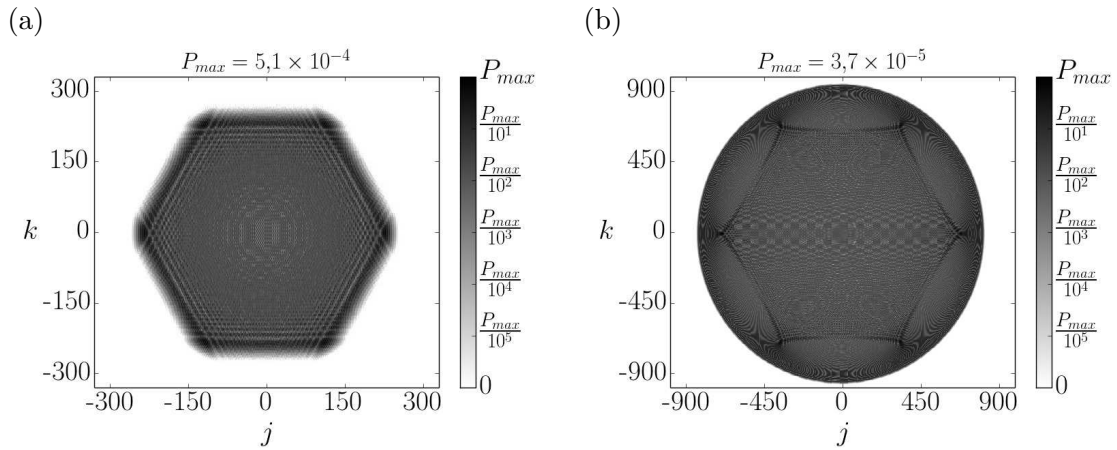 (a)
P_max = 5,1 × 10^-4
300
150
0
-150
-300
k
-300 -150 0 150 300
j
P_max
P_max/10^1
P_max/10^2
P_max/10^3
P_max/10^4
P_max/10^5
0
(b)
P_max = 3,7 × 10^-5
900
450
0
-450
-900
k
-900 -450 0 450 900
j
P_max
P_max/10^1
P_max/10^2
P_max/10^3
P_max/10^4
P_max/10^5
0